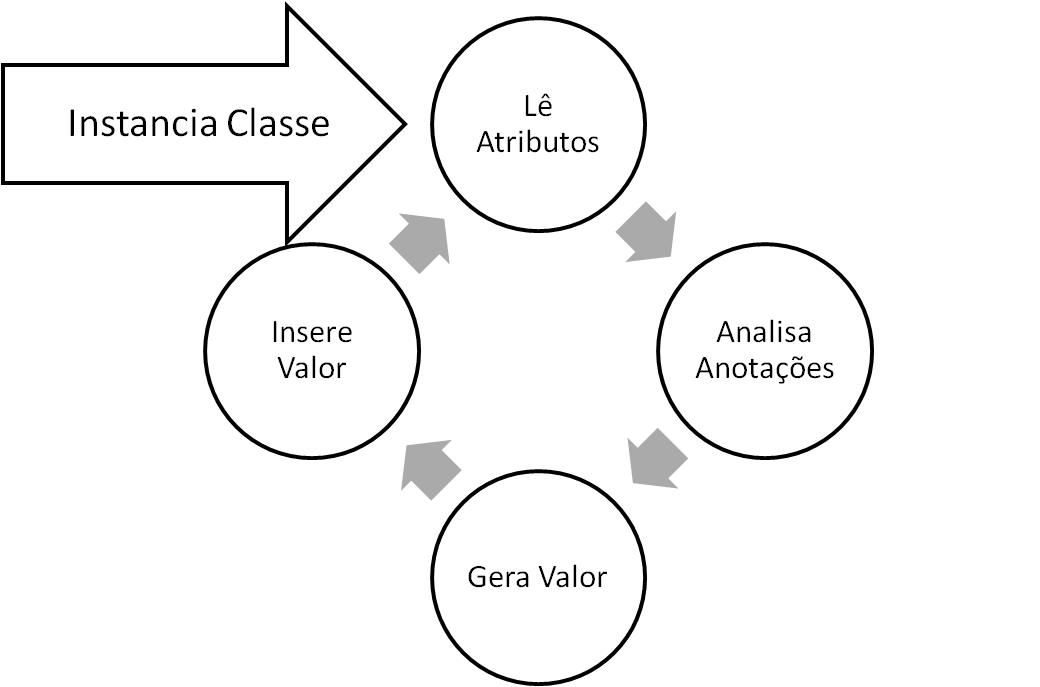 Instancia Classe
Lê
Atributos
Analisa
Anotações
Gera Valor
Insere
Valor